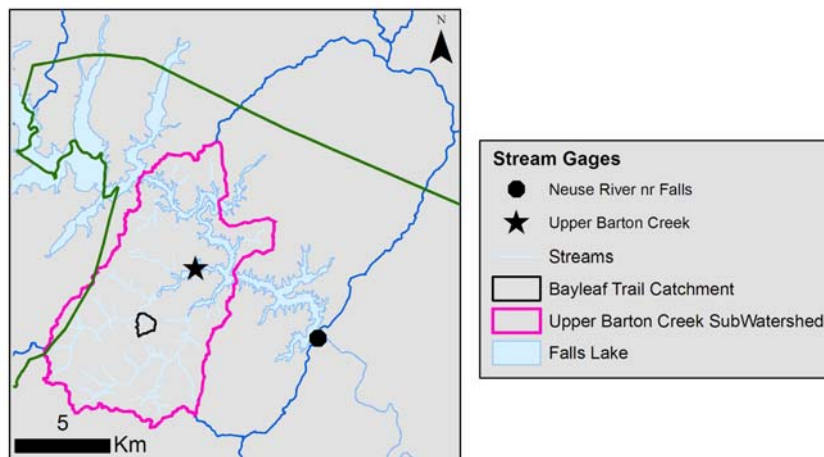 N
5
Km
Stream Gages
Neuse River nr Falls
Upper Barton Creek
Streams
Bayleaf Trail Catchment
Upper Barton Creek SubWatershed
Falls Lake